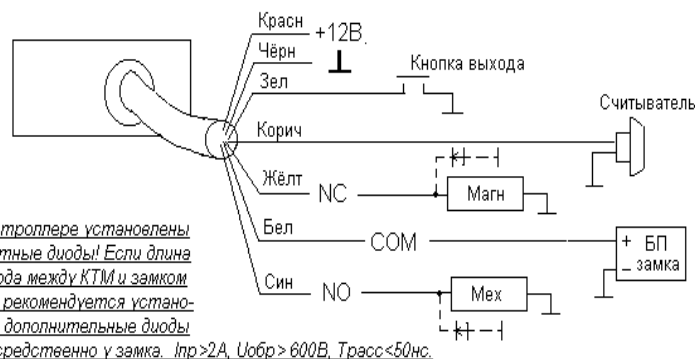 Красн
+12В.
Чёрн
Зел
Кнопка выхода
Считыватель
Корич
Жёлт
NC
Магн
троллере установлены
тные диоды! Если длина
ода между КТМ и замком
рекомендуется устано-
дополнительные диоды
средственно у замка. Iпр>2А, Uобр>600В, Tрасс<50нс.
Бел
COM
+ БП
– замка
Син
NO
Мех